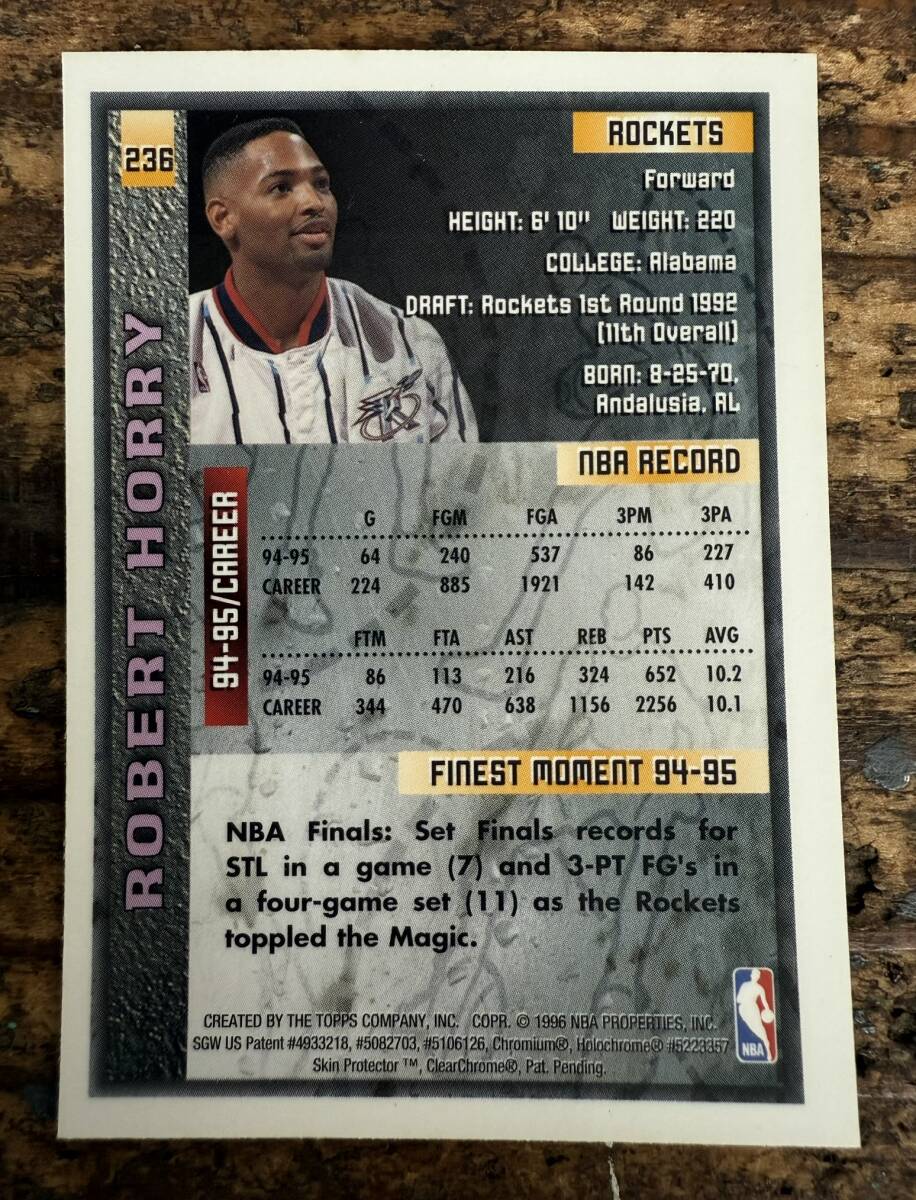 236
ROBERT HORRY
ROCKETS
Forward
HEIGHT: 6' 10" WEIGHT: 220
COLLEGE: Alabama
DRAFT: Rockets 1st Round 1992
(11th Overall)
BORN: 8-25-70,
Andalusia, AL
NBA RECORD
94-95/CAREER
G FGM FGA 3PM 3PA
94-95 64 240 537 86 227
CAREER 224 885 1921 142 410
FTM FTA AST REB PTS AVG
94-95 86 113 216 324 652 10.2
CAREER 344 470 638 1156 2256 10.1
FINEST MOMENT 94-95
NBA Finals: Set Finals records for
STL in a game (7) and 3-PT FG's in
a four-game set (11) as the Rockets
toppled the Magic.
CREATED BY THE TOPPS COMPANY, INC. COPR. © 1996 NBA PROPERTIES, INC.
SGW US Patent #4933218, #5082703, #5106126, Chromium®, Holochrome® #5223357
Skin Protector ™, ClearChrome®, Pat. Pending.
NBA